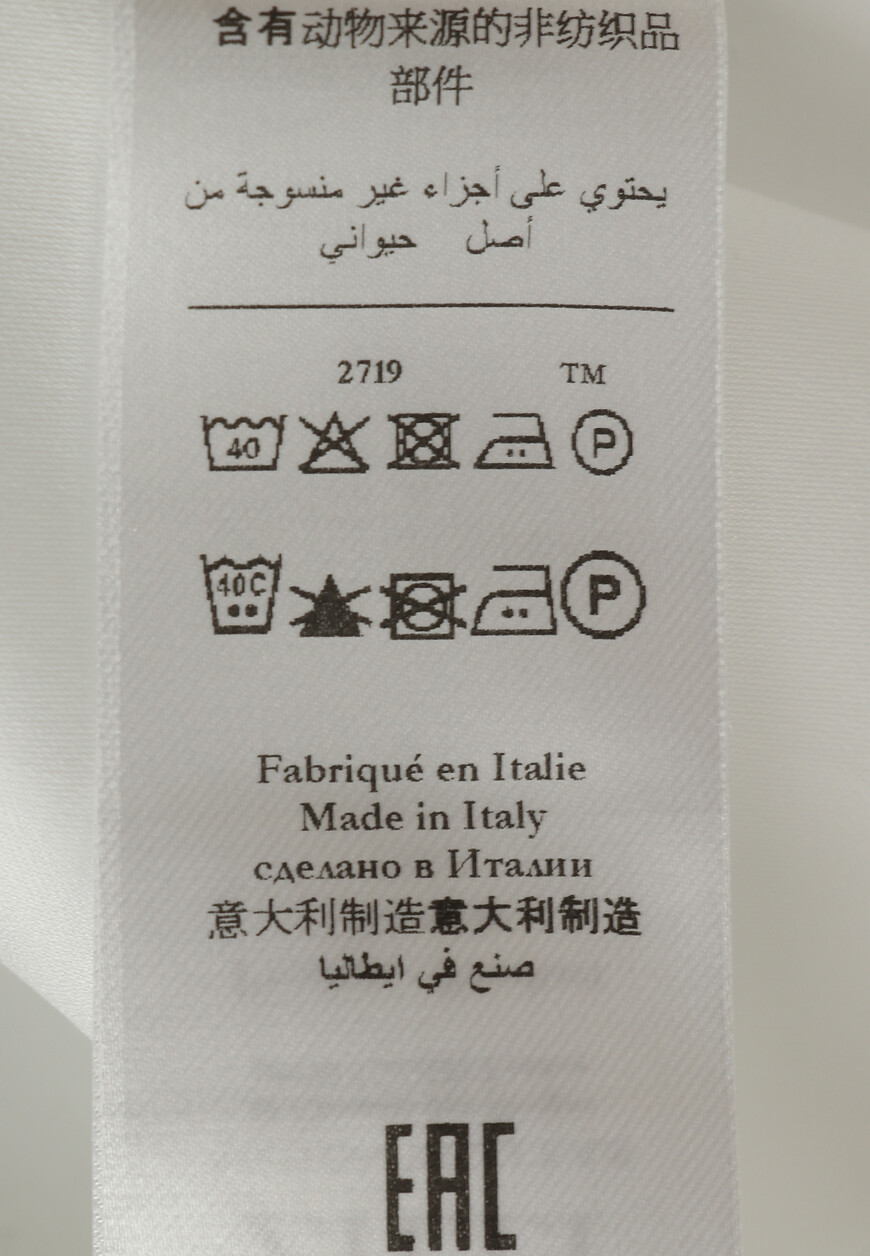 含有动物来源的非纺织品
部件
يحتوي على أجزاء غير منسوجة من
أصل حيواني
2719 TM
40 P
40C P
Fabriqué en Italie
Made in Italy
сделано в Италии
意大利制造意大利制造
صنع في ايطاليا
EAC